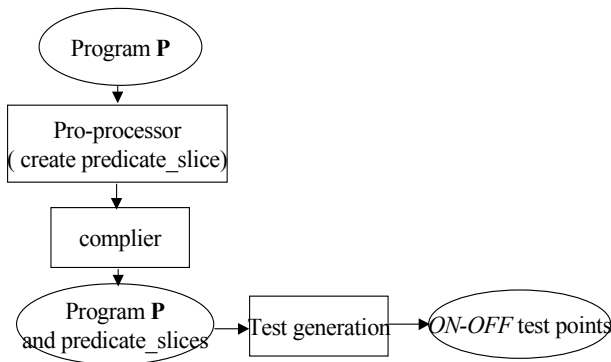 Program P
Pro-processor
( create predicate_slice)
complier
Program P
and predicate_slices
Test generation
ON-OFF test points